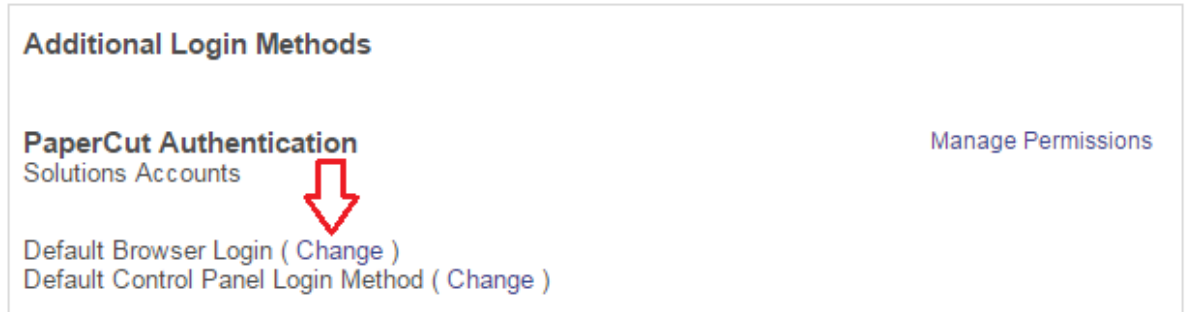 Additional Login Methods
PaperCut Authentication
Manage Permissions
Solutions Accounts
Default Browser Login ( Change )
Default Control Panel Login Method ( Change )